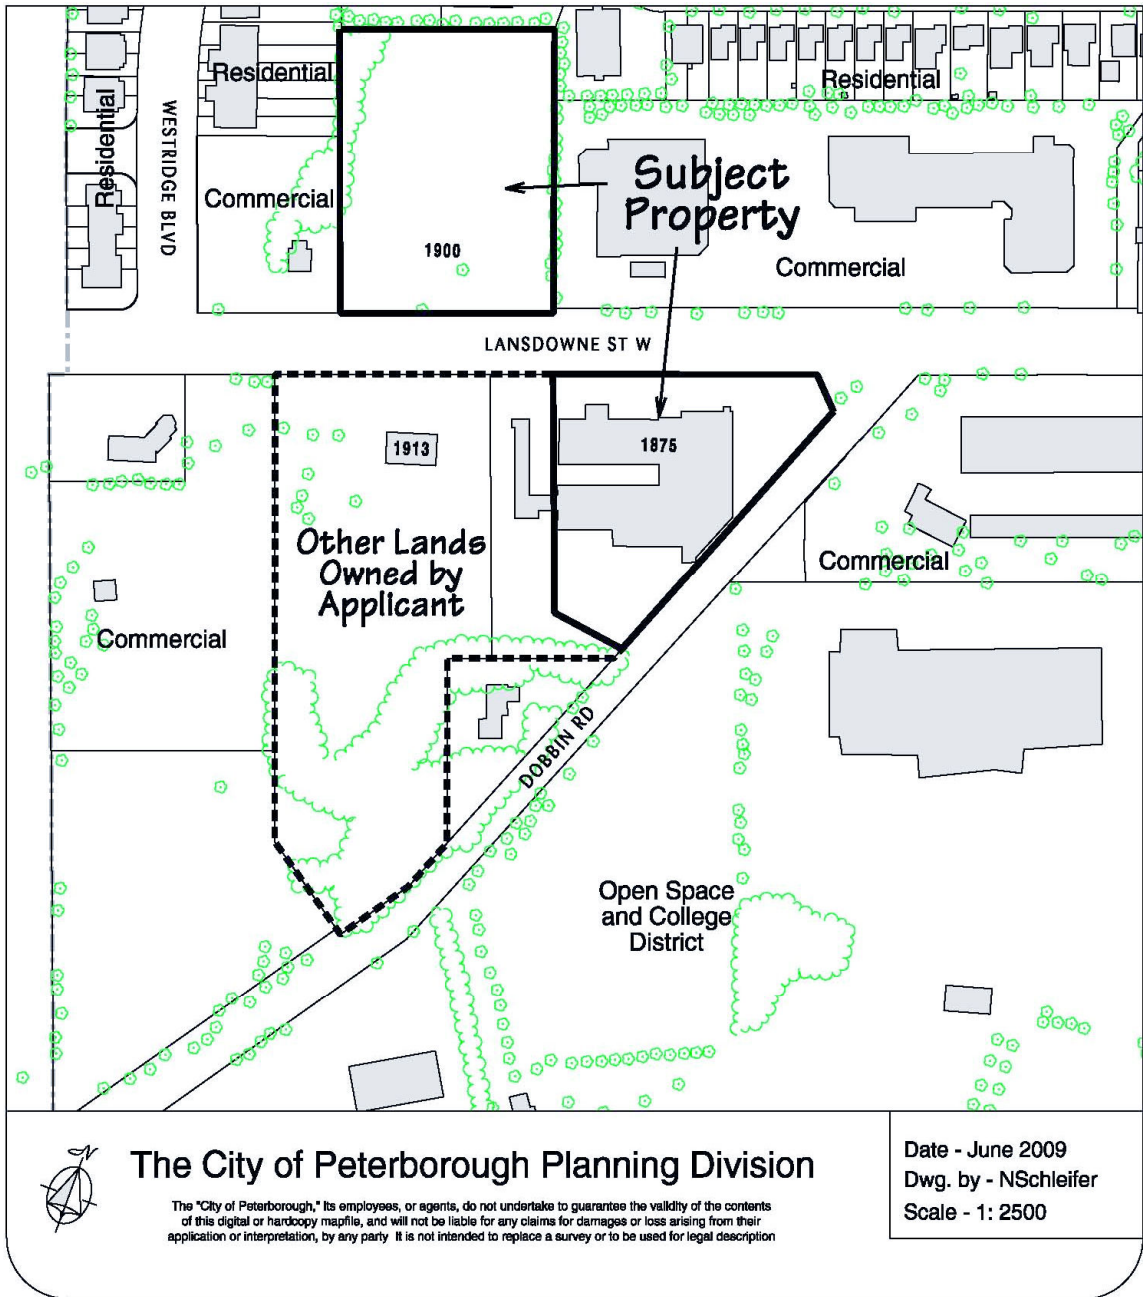 Residential
Residential
Residential
WESTRIDGE BLVD
Commercial
Subject
Property
1900
Commercial
LANSDOWNE ST W
1913
1875
Other Lands
Owned by
Applicant
Commercial
Commercial
DOBBIN RD
Open Space
and College
District
N
The City of Peterborough Planning Division
The "City of Peterborough," its employees, or agents, do not undertake to guarantee the validity of the contents
of this digital or hardcopy mapfile, and will not be liable for any claims for damages or loss arising from their
application or interpretation, by any party It is not intended to replace a survey or to be used for legal description
Date - June 2009
Dwg. by - NSchleifer
Scale - 1: 2500